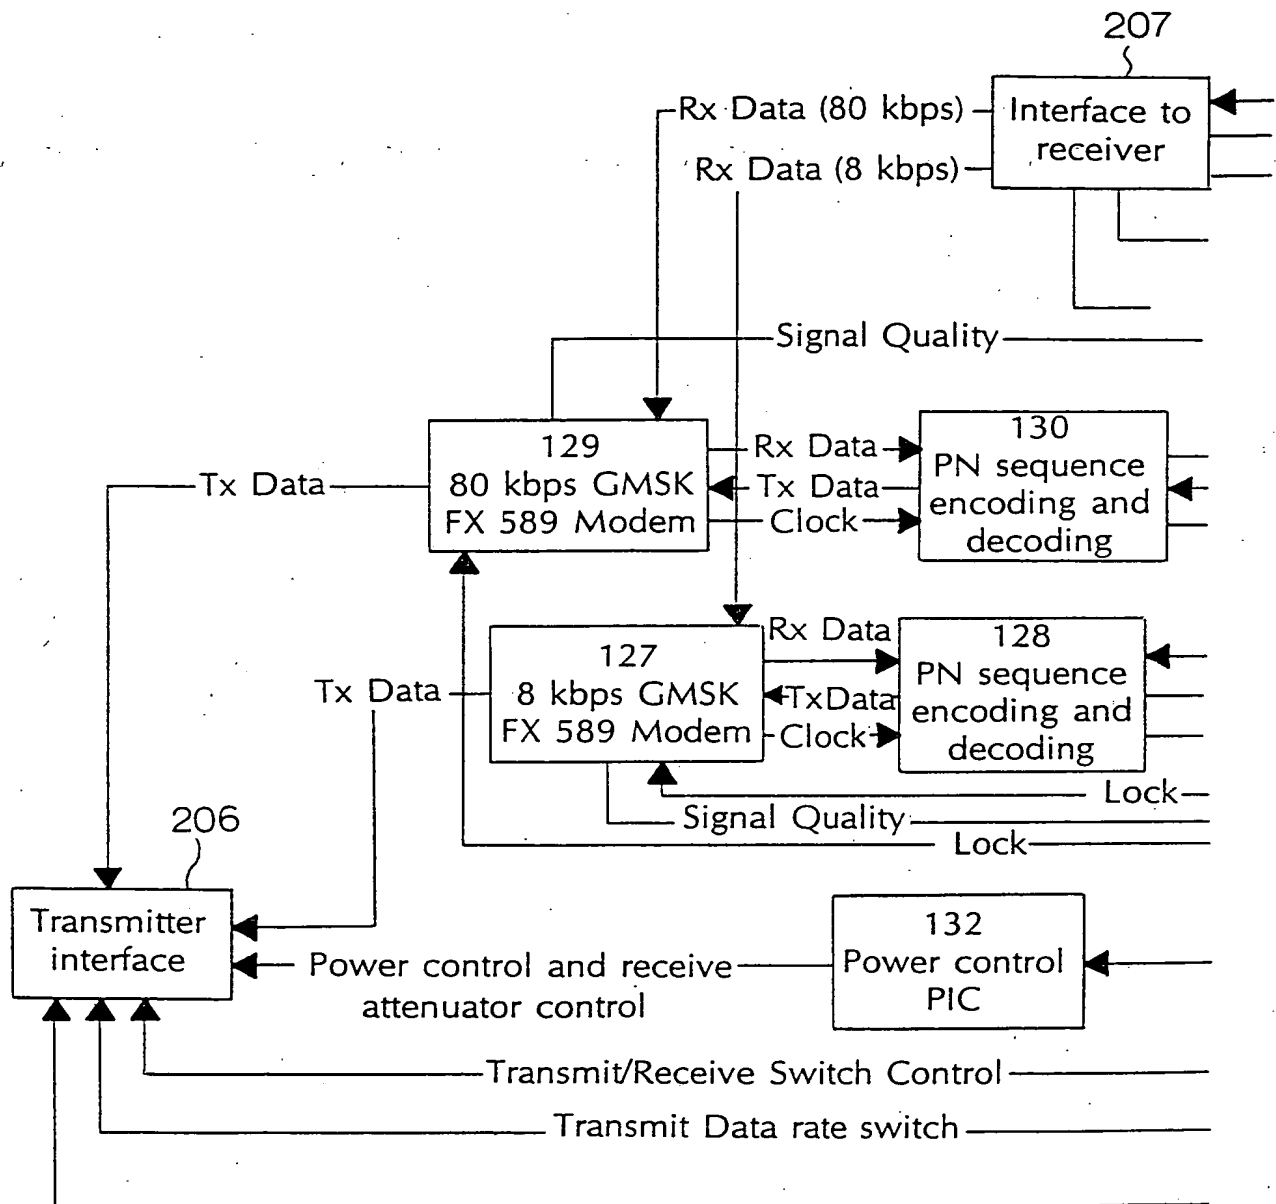 207
Rx Data (80 kbps)
Interface to
receiver
Rx Data (8 kbps)
Signal Quality
129
80 kbps GMSK
FX 589 Modem
Rx Data
Tx Data
Clock
130
PN sequence
encoding and
decoding
Tx Data
127
8 kbps GMSK
FX 589 Modem
Rx Data
TxData
Clock
128
PN sequence
encoding and
decoding
Tx Data
Lock
Signal Quality
Lock
206
Transmitter
interface
Power control and receive
attenuator control
132
Power control
PIC
Transmit/Receive Switch Control
Transmit Data rate switch